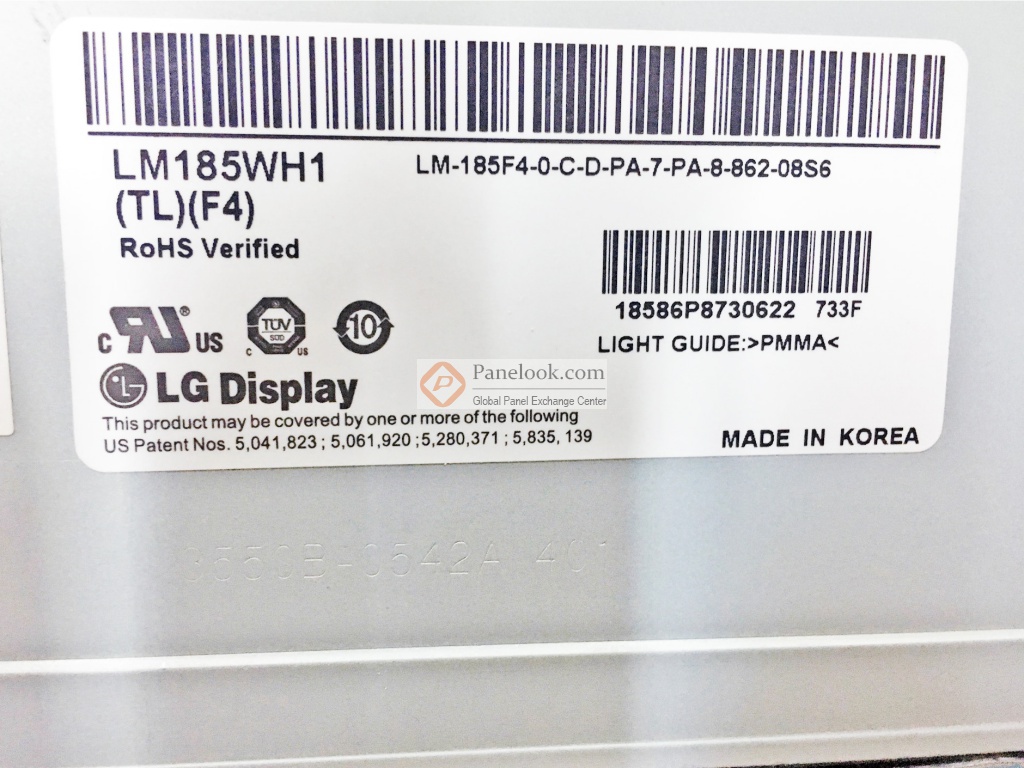 LM185WH1
(TL)(F4)
RoHS Verified
LM-185F4-0-C-D-PA-7-PA-8-862-08S6
18586P8730622 733F
LIGHT GUIDE:>PMMA<
c RU® US
TUV
SUD
C US
10
LG Display
Panelook.com
Global Panel Exchange Center
This product may be covered by one or more of the following
US Patent Nos. 5,041,823 ; 5,061,920 ; 5,280,371 ; 5,835, 139
MADE IN KOREA